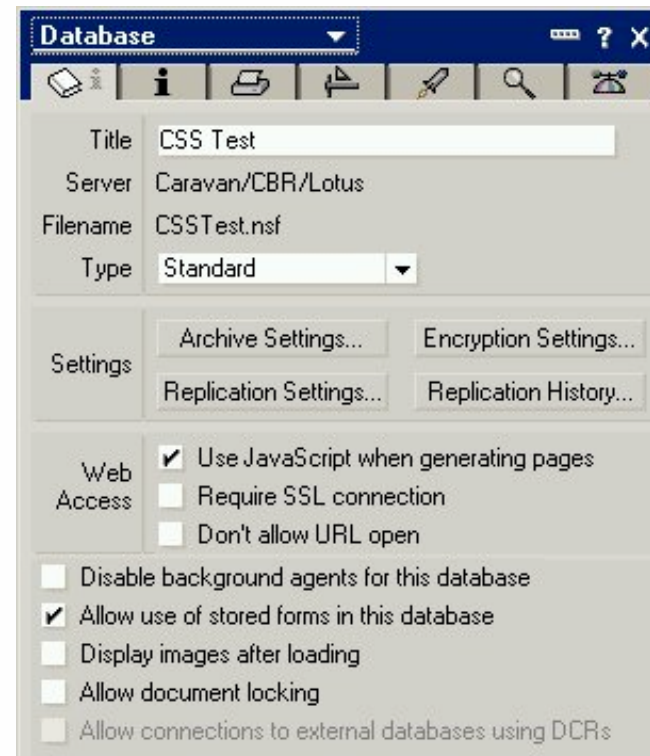 Database ? X
i i
Title CSS Test
Server Caravan/CBR/Lotus
Filename CSSTest.nsf
Type Standard
Settings
Archive Settings... Encryption Settings...
Replication Settings... Replication History...
Web Access
Use JavaScript when generating pages
Require SSL connection
Don't allow URL open
Disable background agents for this database
Allow use of stored forms in this database
Display images after loading
Allow document locking
Allow connections to external databases using DCRs